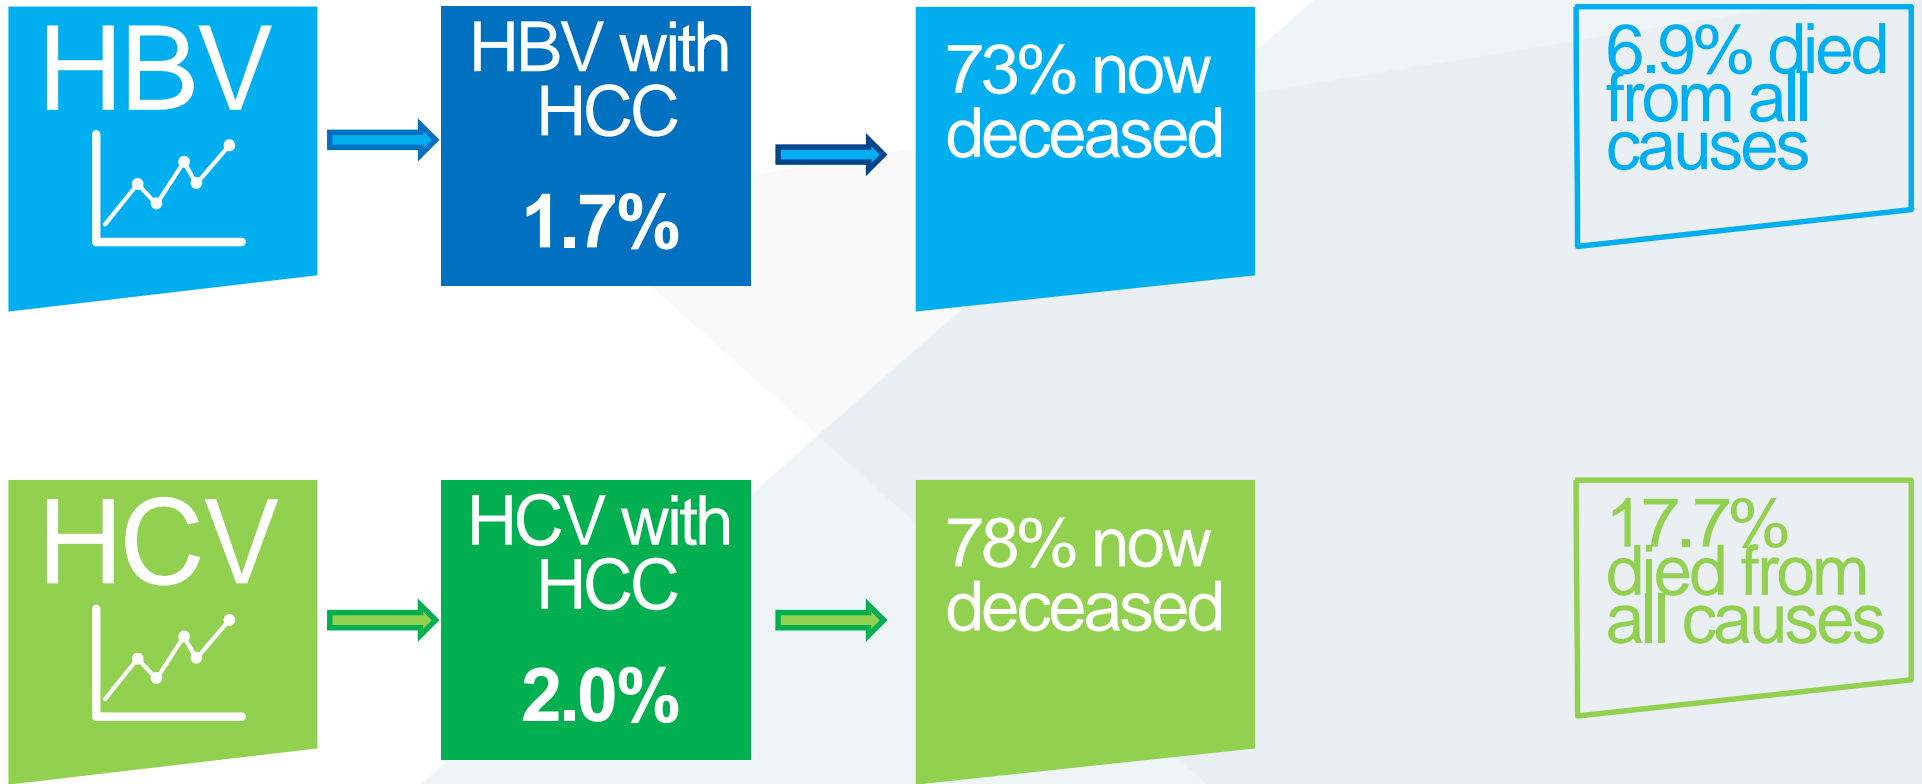 HBV
HBV with
HCC
1.7%
73% now
deceased
6.9% died
from all
causes
HCV
HCV with
HCC
2.0%
78% now
deceased
17.7%
died from
all causes